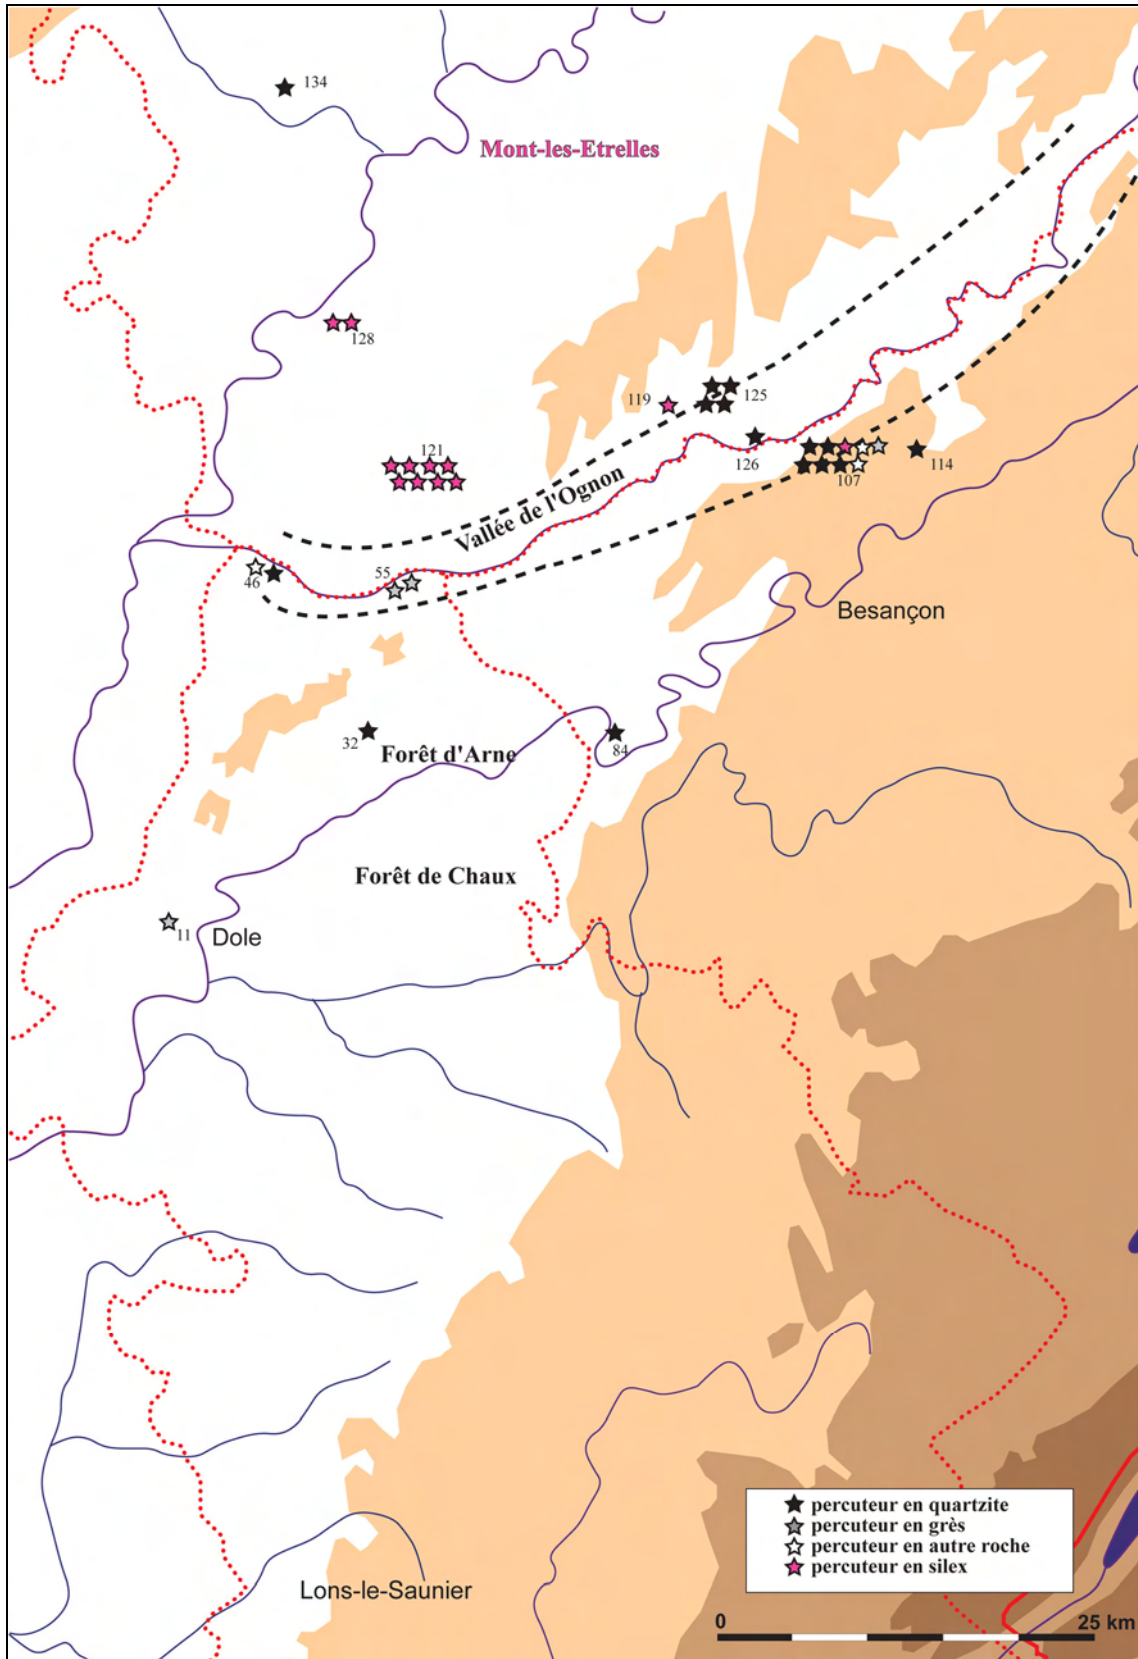 134
Mont-les-Etrelles
128
119
125
121
126
107
114
Vallée de l'Ognon
46
55
Besançon
32
Forêt d'Arne
84
Forêt de Chaux
11
Dole
percuteur en quartzite
percuteur en grès
percuteur en autre roche
percuteur en silex
Lons-le-Saunier
0
25 km